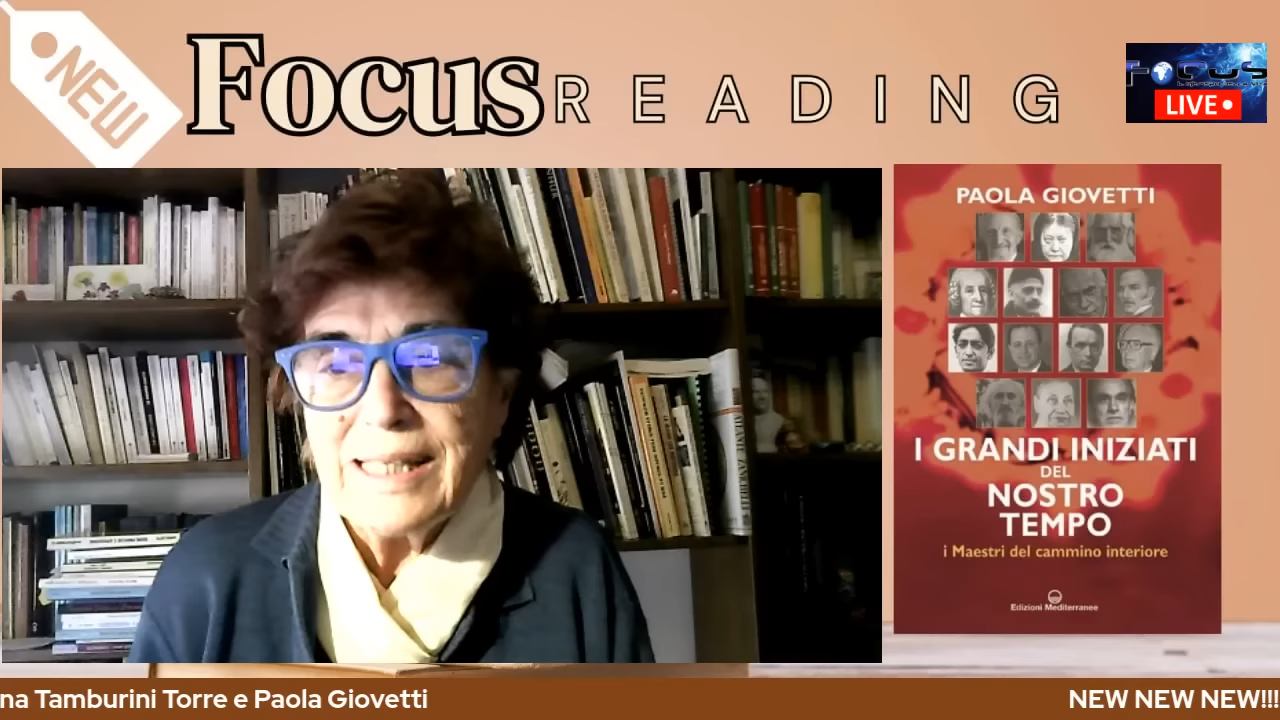 NEW
Focus READING
FOCUS
LIVE
PAOLA GIOVETTI
I GRANDI INIZIATI
DEL
NOSTRO
TEMPO
i Maestri del cammino interiore
Edizioni Mediterranee
na Tamburini Torre e Paola Giovetti
NEW NEW NEW!!!